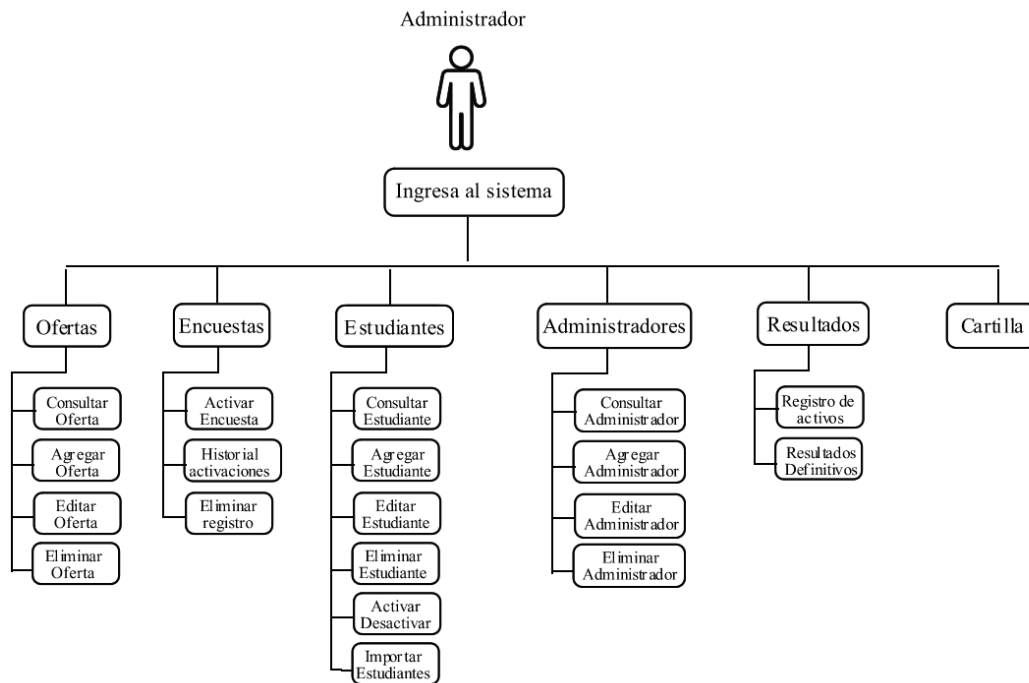 Administrador
Ingresa al sistema
Ofertas
Consultar
Oferta
Agregar
Oferta
Editar
Oferta
Eliminar
Oferta
Encuestas
Activar
Encuesta
Historial
activaciones
Eliminar
registro
Estudiantes
Consultar
Estudiante
Agregar
Estudiante
Editar
Estudiante
Eliminar
Estudiante
Activar
Desactivar
Importar
Estudiantes
Administradores
Consultar
Administrador
Agregar
Administrador
Editar
Administrador
Eliminar
Administrador
Resultados
Registro de
activos
Resultados
Definitivos
Cartilla